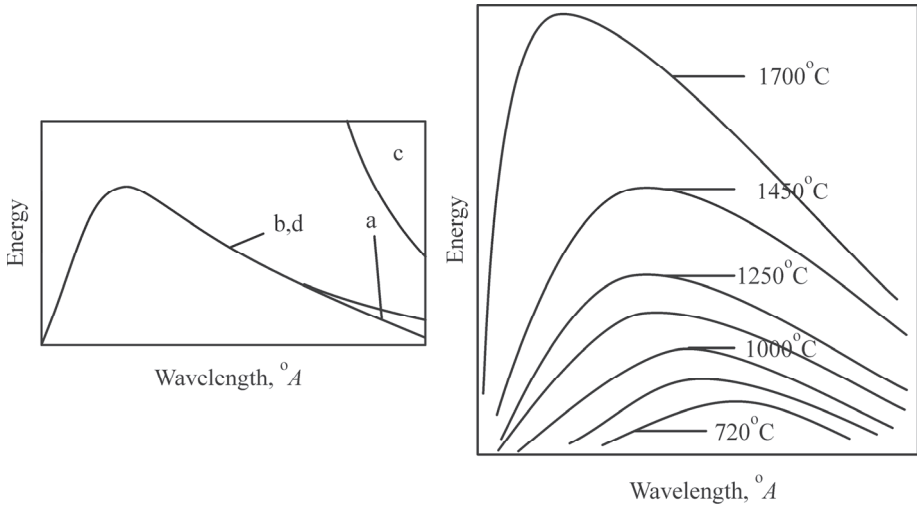 Energy
c
a
b,d
Wavelength, °A
Energy
1700°C
1450°C
1250°C
1000°C
720°C
Wavelength, °A